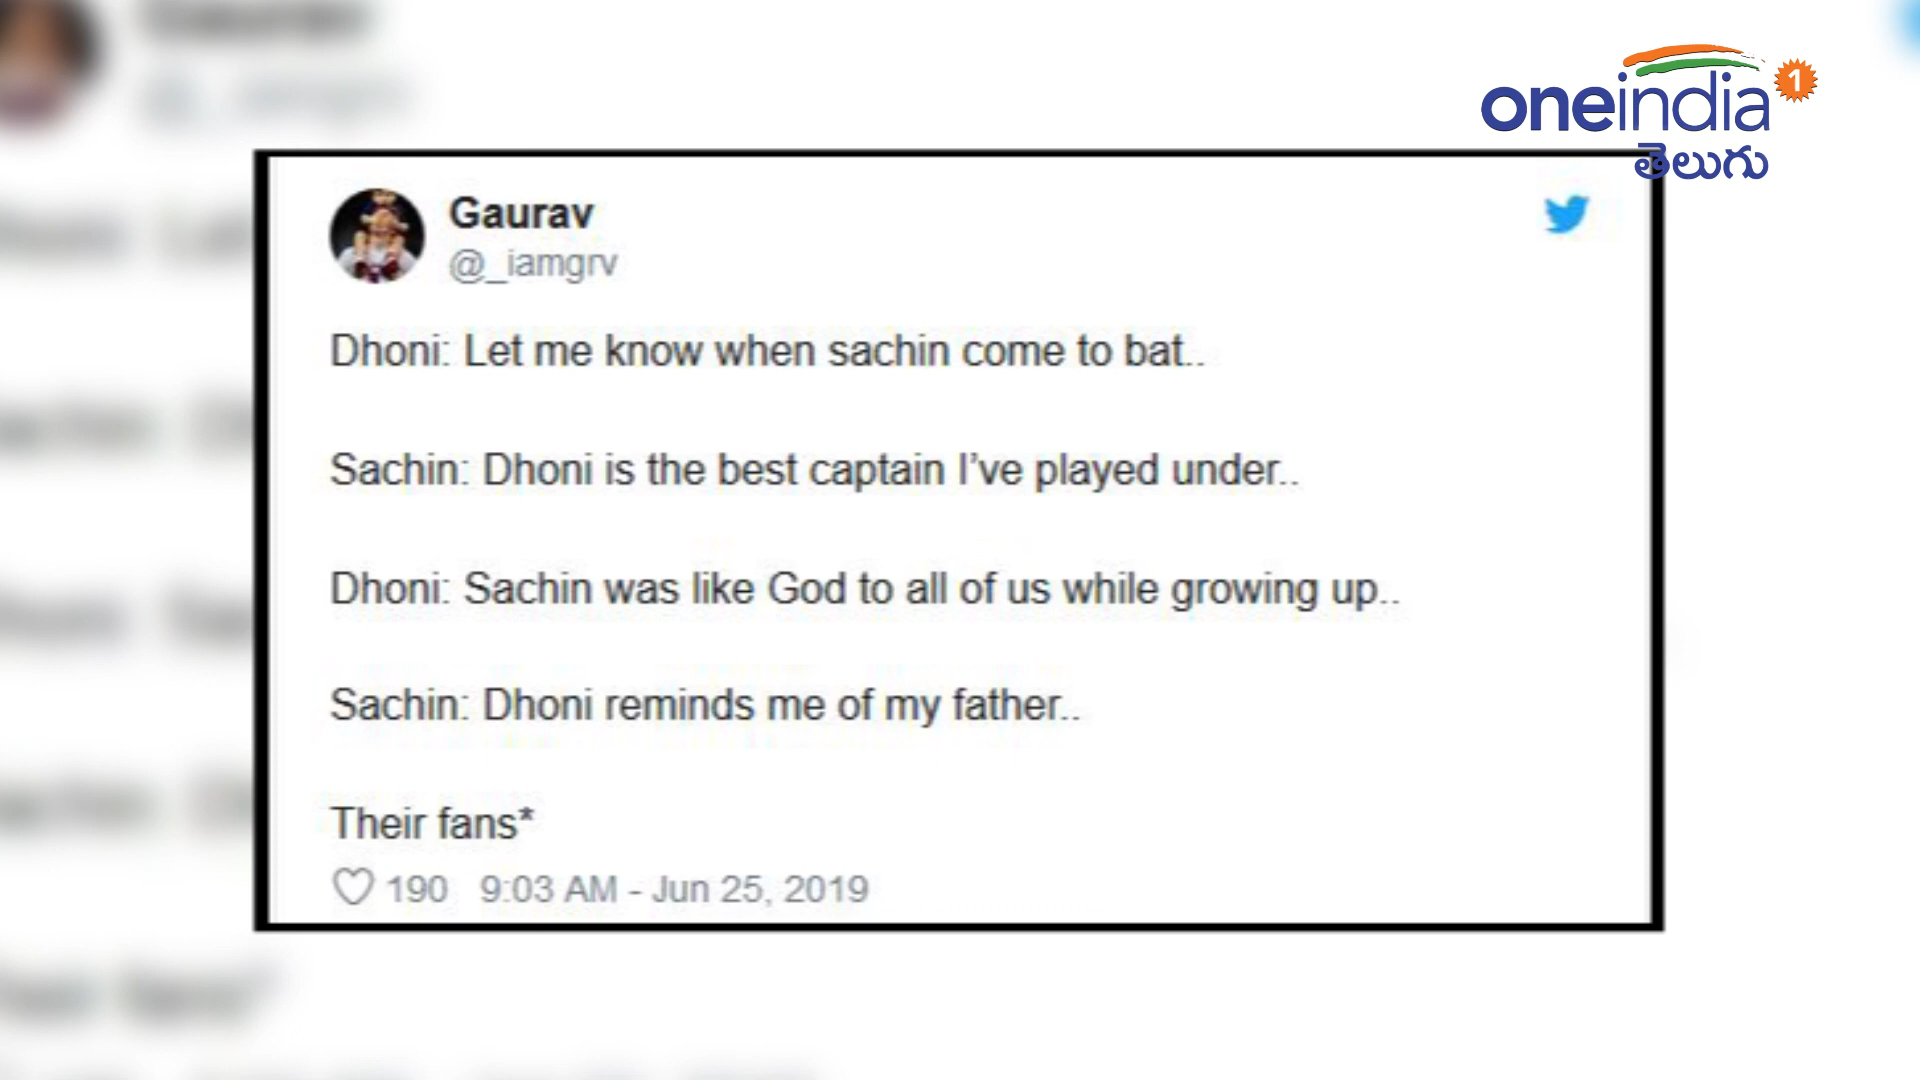 oneindia 1
తెలుగు
Gaurav
@_iamgrv
Dhoni: Let me know when sachin come to bat..
Sachin: Dhoni is the best captain I've played under..
Dhoni: Sachin was like God to all of us while growing up..
Sachin: Dhoni reminds me of my father..
Their fans*
190 9:03 AM - Jun 25, 2019